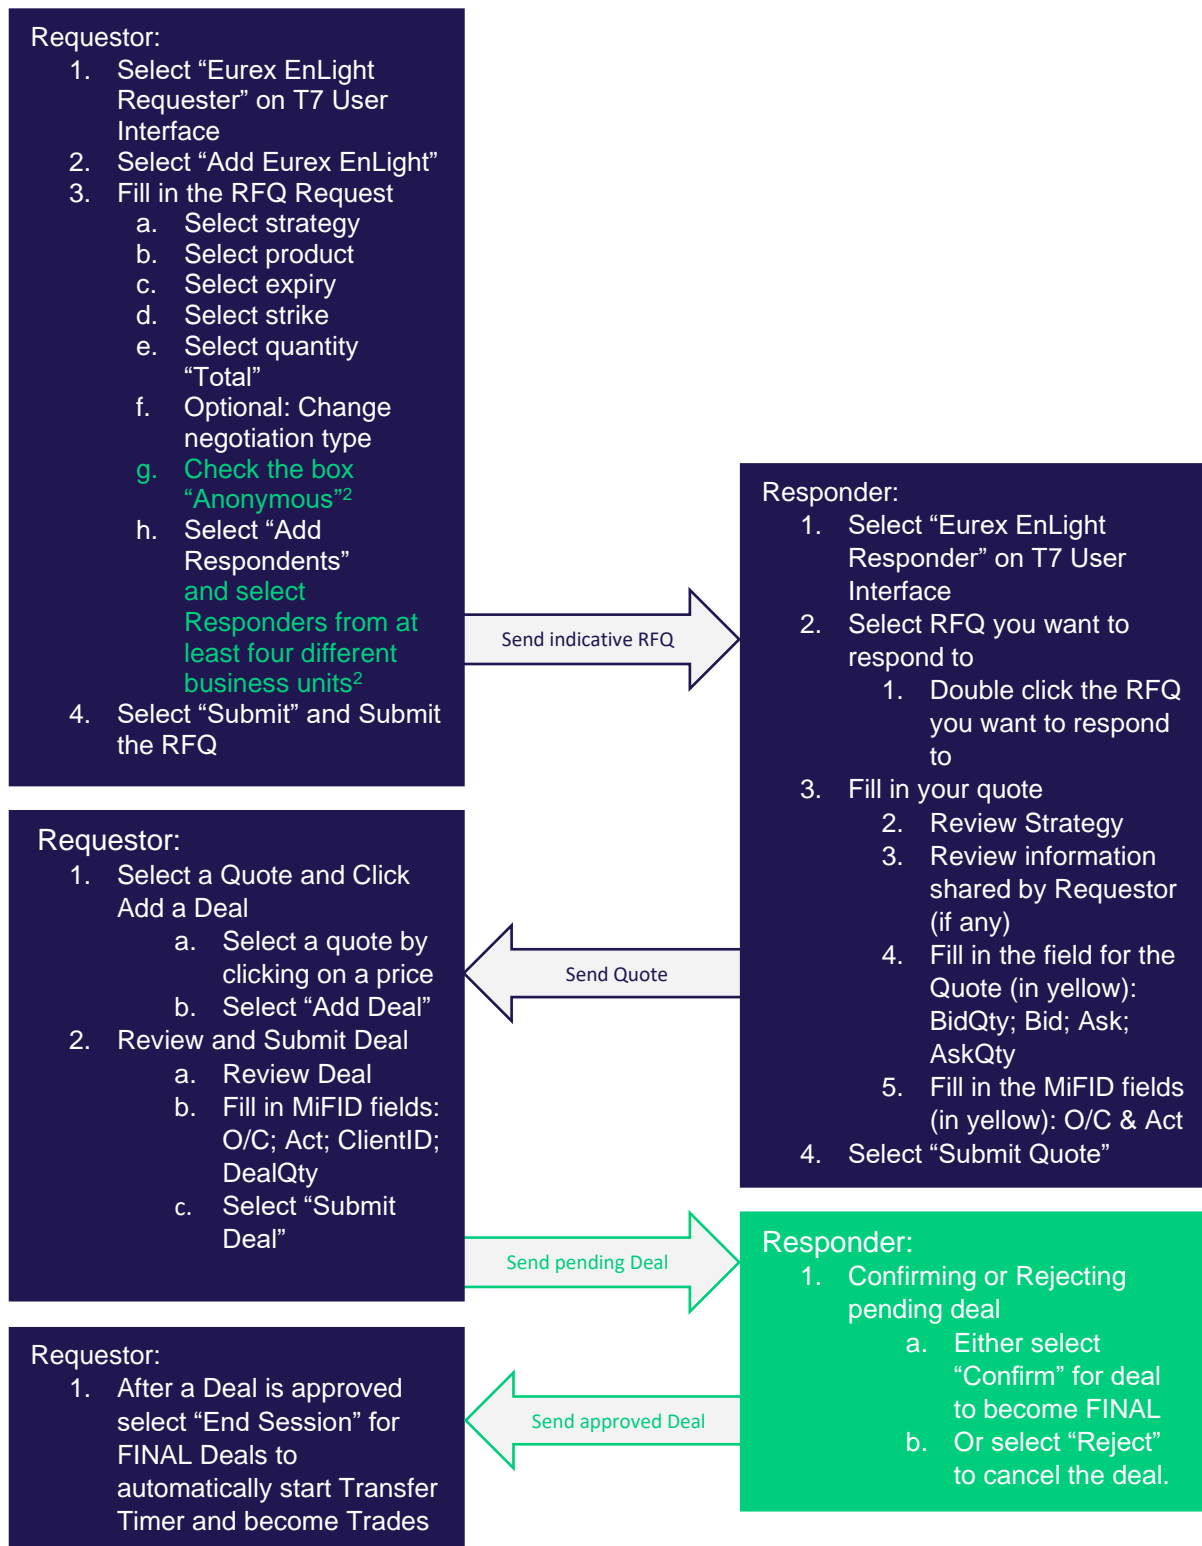 Requestor:
1. Select “Eurex EnLight
Requester” on T7 User
Interface
2. Select “Add Eurex EnLight”
3. Fill in the RFQ Request
a. Select strategy
b. Select product
c. Select expiry
d. Select strike
e. Select quantity
“Total”
f. Optional: Change
negotiation type
g. Check the box
“Anonymous”²
h. Select “Add
Respondents”
and select
Responders from at
least four different
business units²
4. Select “Submit” and Submit
the RFQ
Send indicative RFQ
Responder:
1. Select “Eurex EnLight
Responder” on T7 User
Interface
2. Select RFQ you want to
respond to
1. Double click the RFQ
you want to respond
to
3. Fill in your quote
2. Review Strategy
3. Review information
shared by Requestor
(if any)
4. Fill in the field for the
Quote (in yellow):
BidQty; Bid; Ask;
AskQty
5. Fill in the MiFID fields
(in yellow): O/C & Act
4. Select “Submit Quote”
Send Quote
Requestor:
1. Select a Quote and Click
Add a Deal
a. Select a quote by
clicking on a price
b. Select “Add Deal”
2. Review and Submit Deal
a. Review Deal
b. Fill in MiFID fields:
O/C; Act; ClientID;
DealQty
c. Select “Submit
Deal”
Send pending Deal
Responder:
1. Confirming or Rejecting
pending deal
a. Either select
“Confirm” for deal
to become FINAL
b. Or select “Reject”
to cancel the deal.
Send approved Deal
Requestor:
1. After a Deal is approved
select “End Session” for
FINAL Deals to
automatically start Transfer
Timer and become Trades